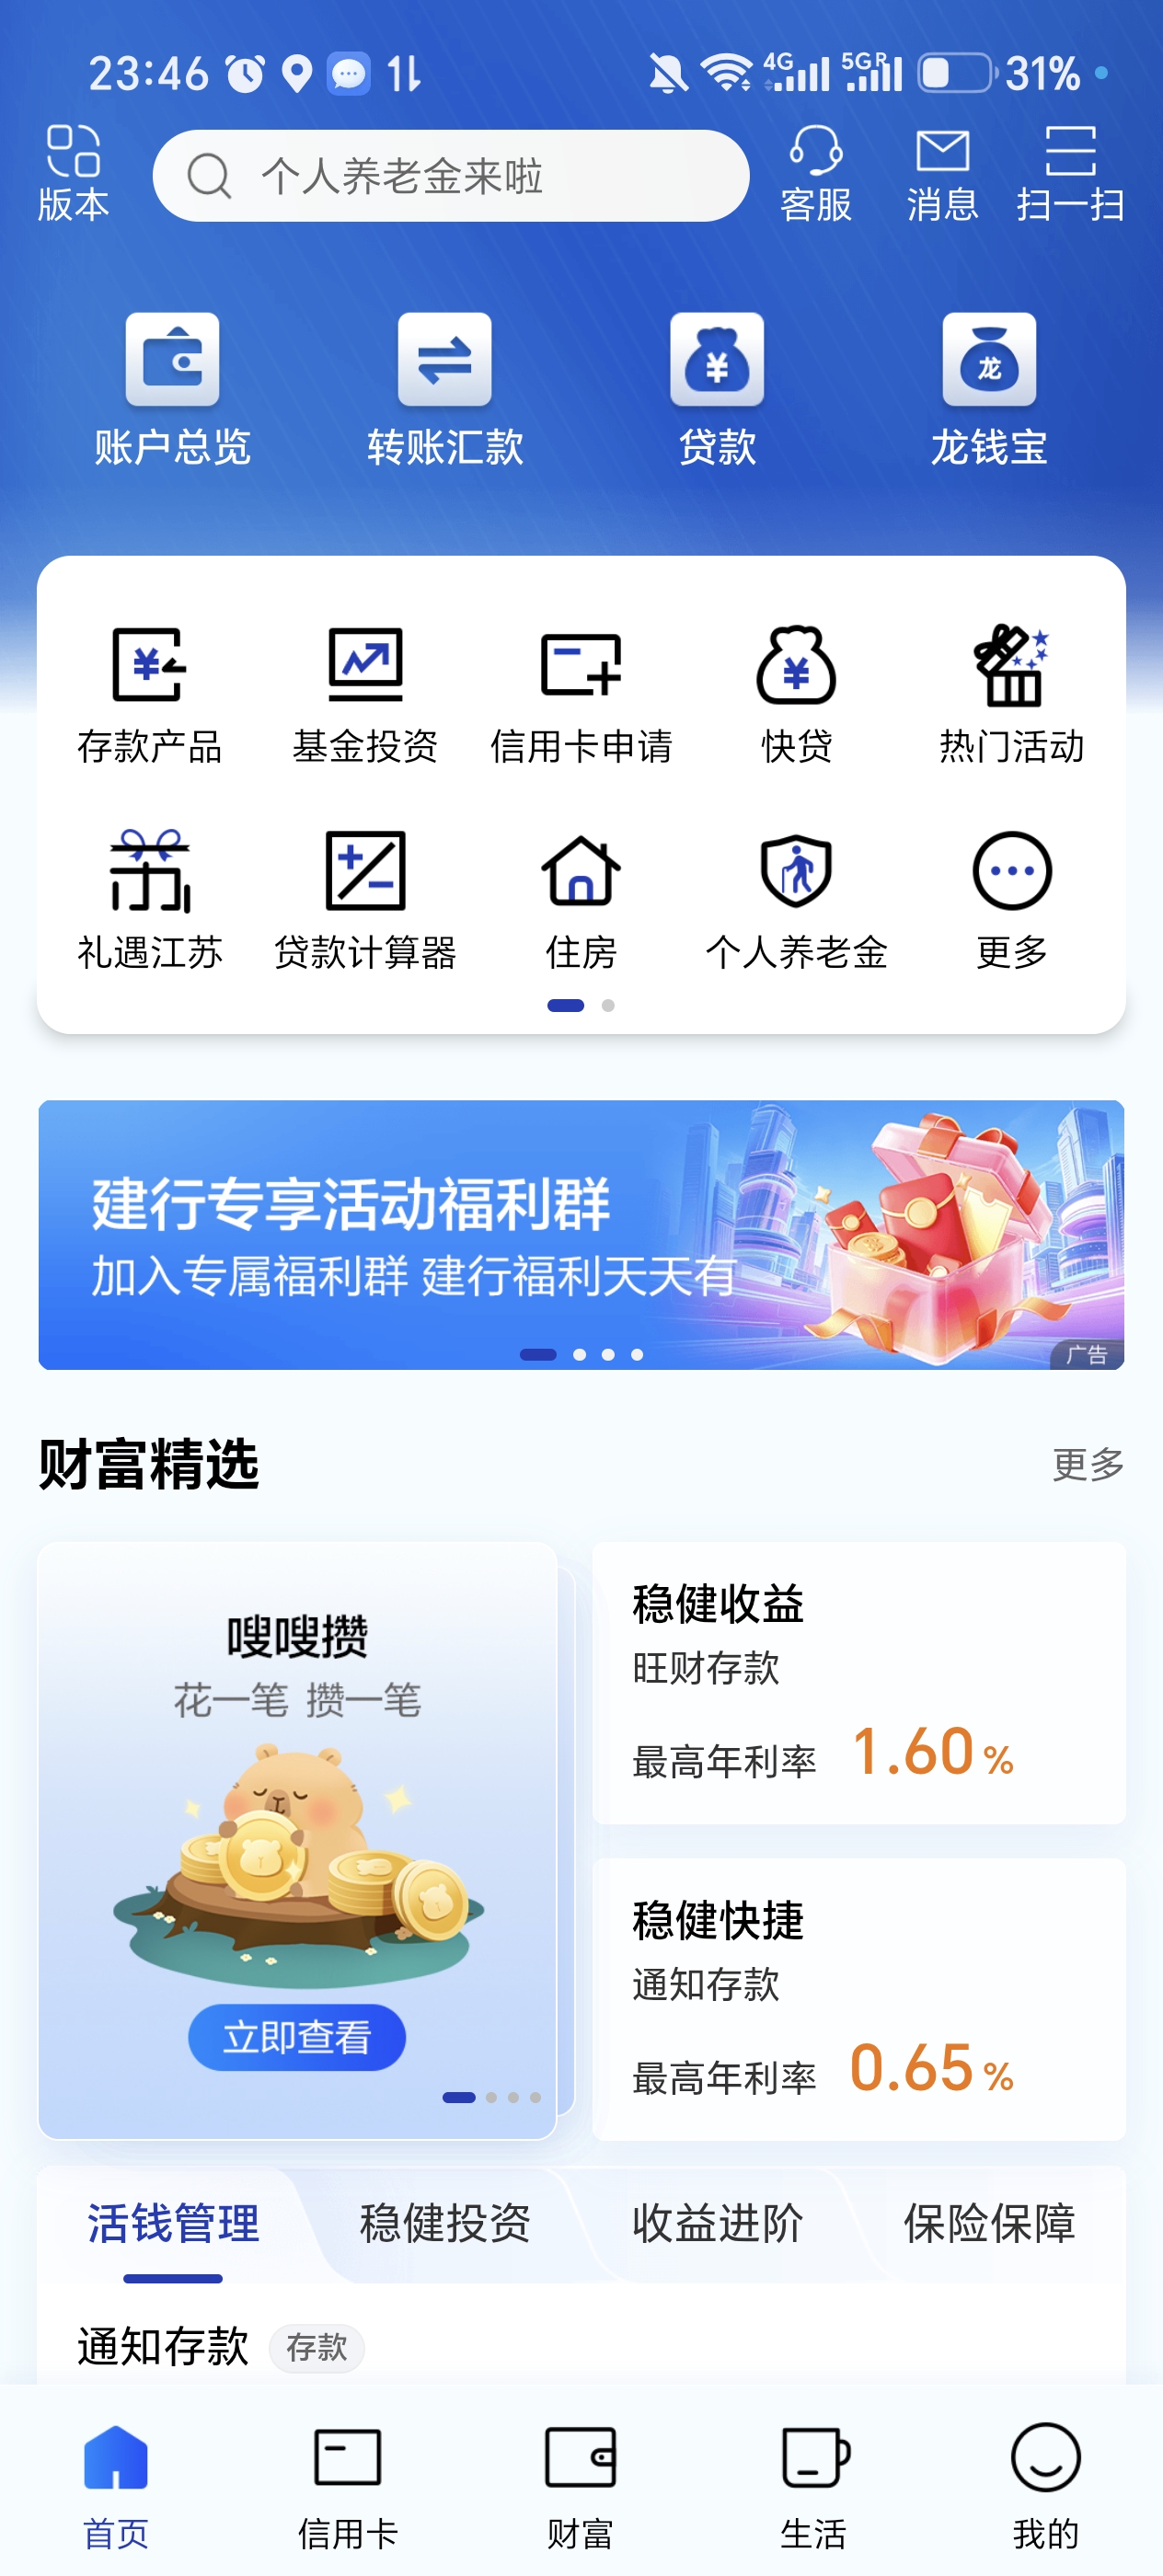 23:46
4G 5G R 31%
版本 个人养老金来啦 客服 消息 扫一扫
¥ 龙
账户总览 转账汇款 贷款 龙钱宝
¥ ¥
存款产品 基金投资 信用卡申请 快贷 热门活动
礼遇江苏 贷款计算器 住房 个人养老金 更多
建行专享活动福利群
加入专属福利群 建行福利天天有
广告
财富精选 更多
嗖嗖攒
花一笔 攒一笔
立即查看
稳健收益
旺财存款
最高年利率 1.60%
稳健快捷
通知存款
最高年利率 0.65%
活钱管理 稳健投资 收益进阶 保险保障
通知存款 存款
首页 信用卡 财富 生活 我的